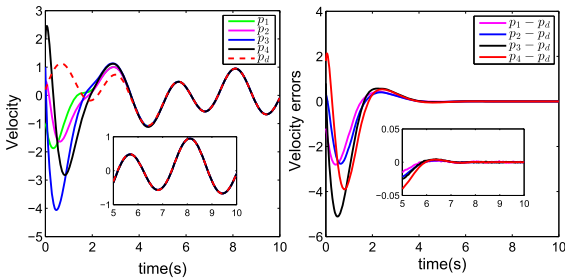 3
2
1
0
-1
-2
-3
-4
-5
0 2 4 6 8 10
Velocity
time(s)
p1
p2
p3
p4
pd
1
0
-1
5 6 7 8 9 10
4
2
0
-2
-4
-6
0 2 4 6 8 10
Velocity errors
time(s)
p1 − pd
p2 − pd
p3 − pd
p4 − pd
0.05
0
-0.05
5 6 7 8 9 10